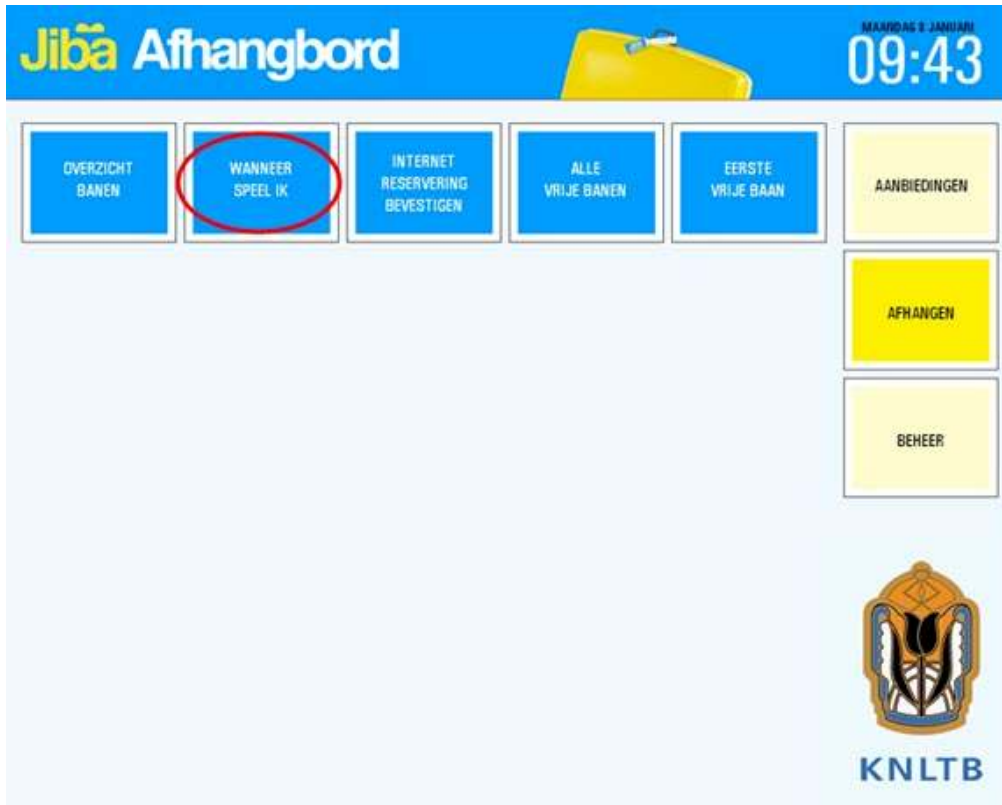 Jiba Afhangbord
MAANDAG 8 JANUARI
09:43
OVERZICHT
BANEN
WANNEER
SPEEL IK
INTERNET
RESERVERING
BEVESTIGEN
ALLE
VRIJE BANEN
EERSTE
VRIJE BAAN
AANBIEDINGEN
AFHANGEN
BEHEER
KNLTB